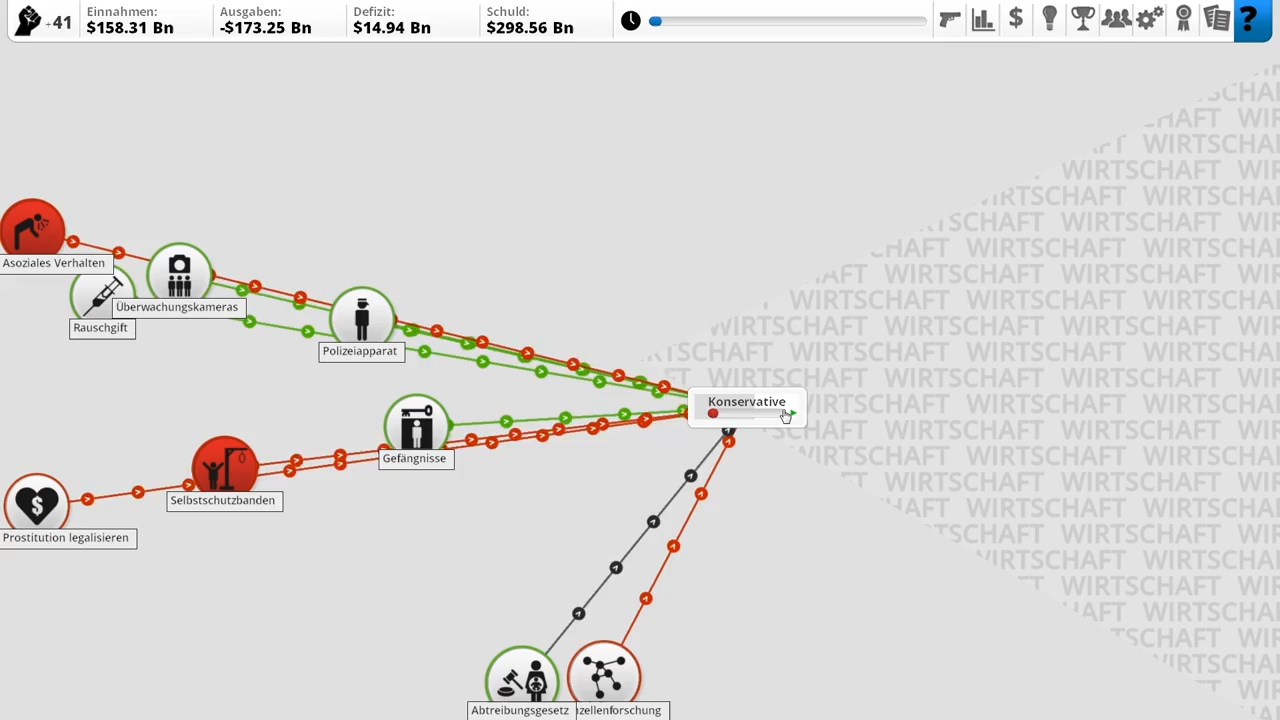 +41
Einnahmen:
$158.31 Bn
Ausgaben:
-$173.25 Bn
Defizit:
$14.94 Bn
Schuld:
$298.56 Bn
$
?
Asoziales Verhalten
Überwachungskameras
Rauschgift
Polizeiapparat
Konservative
Gefängnisse
Selbstschutzbanden
Prostitution legalisieren
$
Abtreibungsgesetz
nzellenforschung
WIRTSCHAFT WIRTSCHAFT WIRTSCHAFT